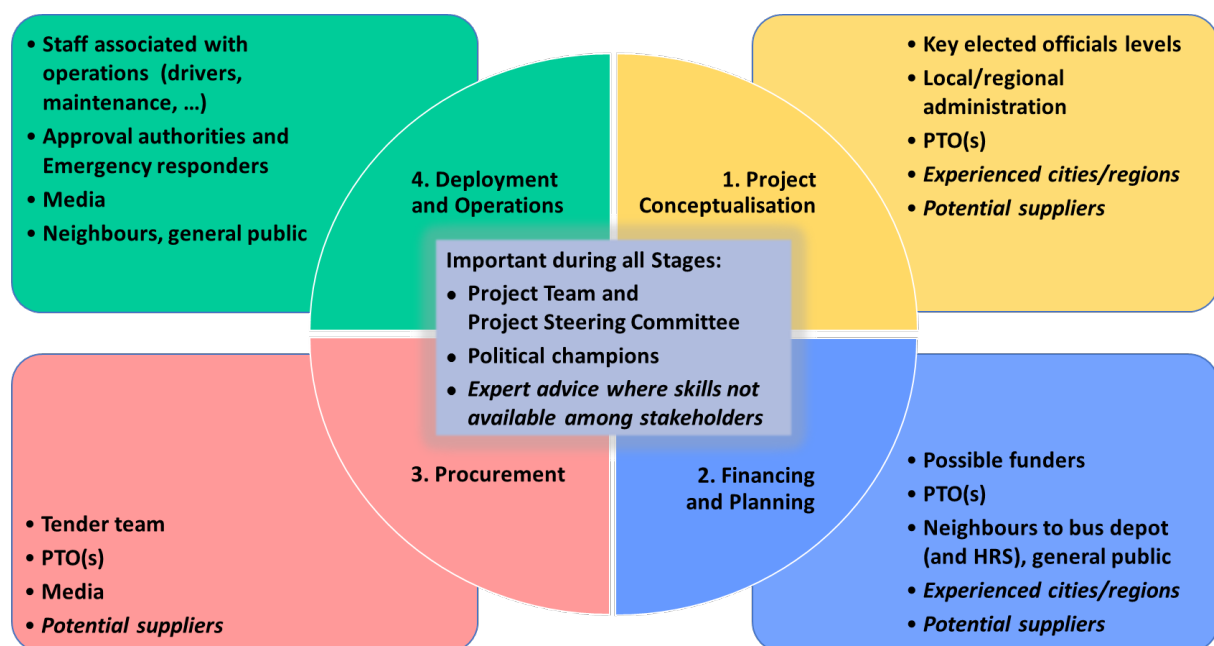 • Staff associated with
operations (drivers,
maintenance, …)
• Approval authorities and
Emergency responders
• Media
• Neighbours, general public
4. Deployment
and Operations
1. Project
Conceptualisation
• Key elected officials levels
• Local/regional
administration
• PTO(s)
• Experienced cities/regions
• Potential suppliers
Important during all Stages:
• Project Team and
Project Steering Committee
• Political champions
• Expert advice where skills not
available among stakeholders
3. Procurement
• Tender team
• PTO(s)
• Media
• Potential suppliers
2. Financing
and Planning
• Possible funders
• PTO(s)
• Neighbours to bus depot
(and HRS), general public
• Experienced cities/regions
• Potential suppliers